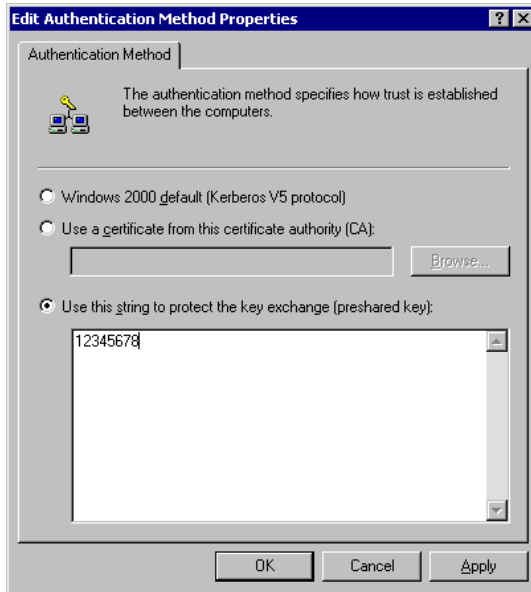 Edit Authentication Method Properties
Authentication Method
The authentication method specifies how trust is established
between the computers.
Windows 2000 default (Kerberos V5 protocol)
Use a certificate from this certificate authority (CA):
Browse...
Use this string to protect the key exchange (preshared key):
12345678
OK Cancel Apply